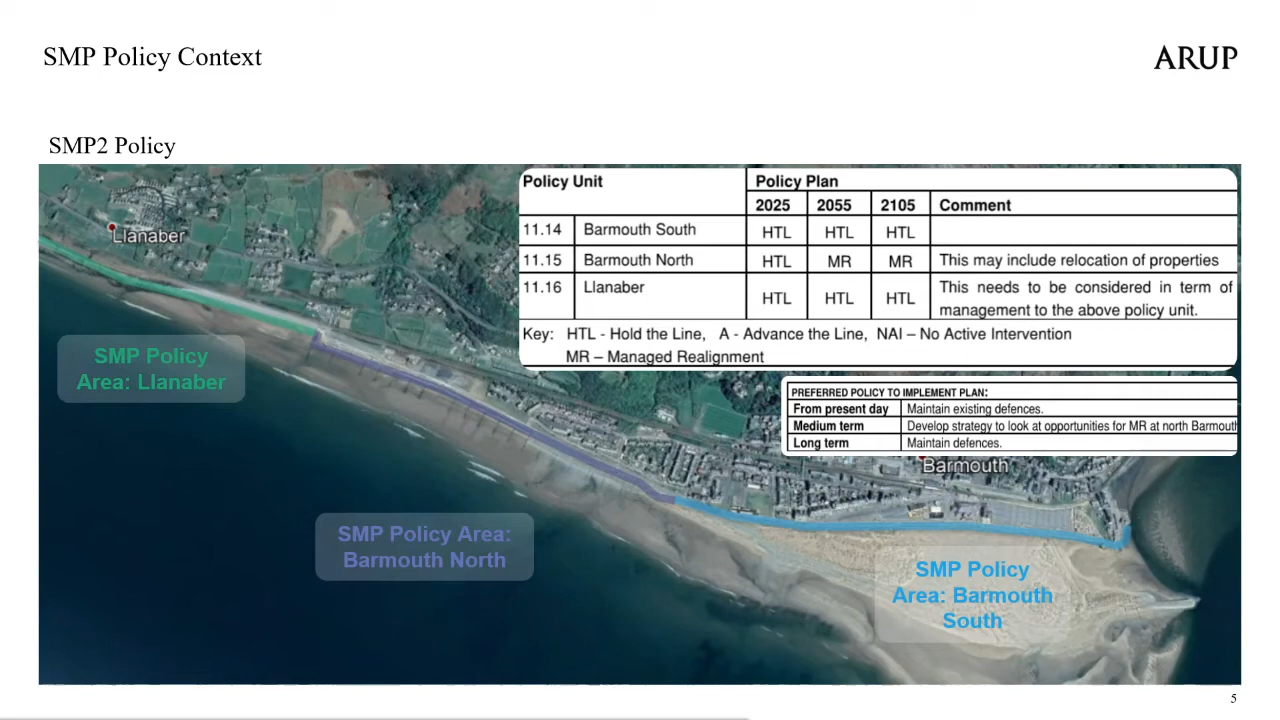 SMP Policy Context
ARUP
SMP2 Policy
Policy Unit Policy Plan
2025 2055 2105 Comment
11.14 Barmouth South HTL HTL HTL
11.15 Barmouth North HTL MR MR This may include relocation of properties
11.16 Llanaber HTL HTL HTL This needs to be considered in term of
management to the above policy unit.
Key: HTL - Hold the Line, A - Advance the Line, NAI – No Active Intervention
MR – Managed Realignment
PREFERRED POLICY TO IMPLEMENT PLAN:
From present day Maintain existing defences.
Medium term Develop strategy to look at opportunities for MR at north Barmouth
Long term Maintain defences.
Llanaber
SMP Policy
Area: Llanaber
Barmouth
SMP Policy Area:
Barmouth North
SMP Policy
Area: Barmouth
South
5